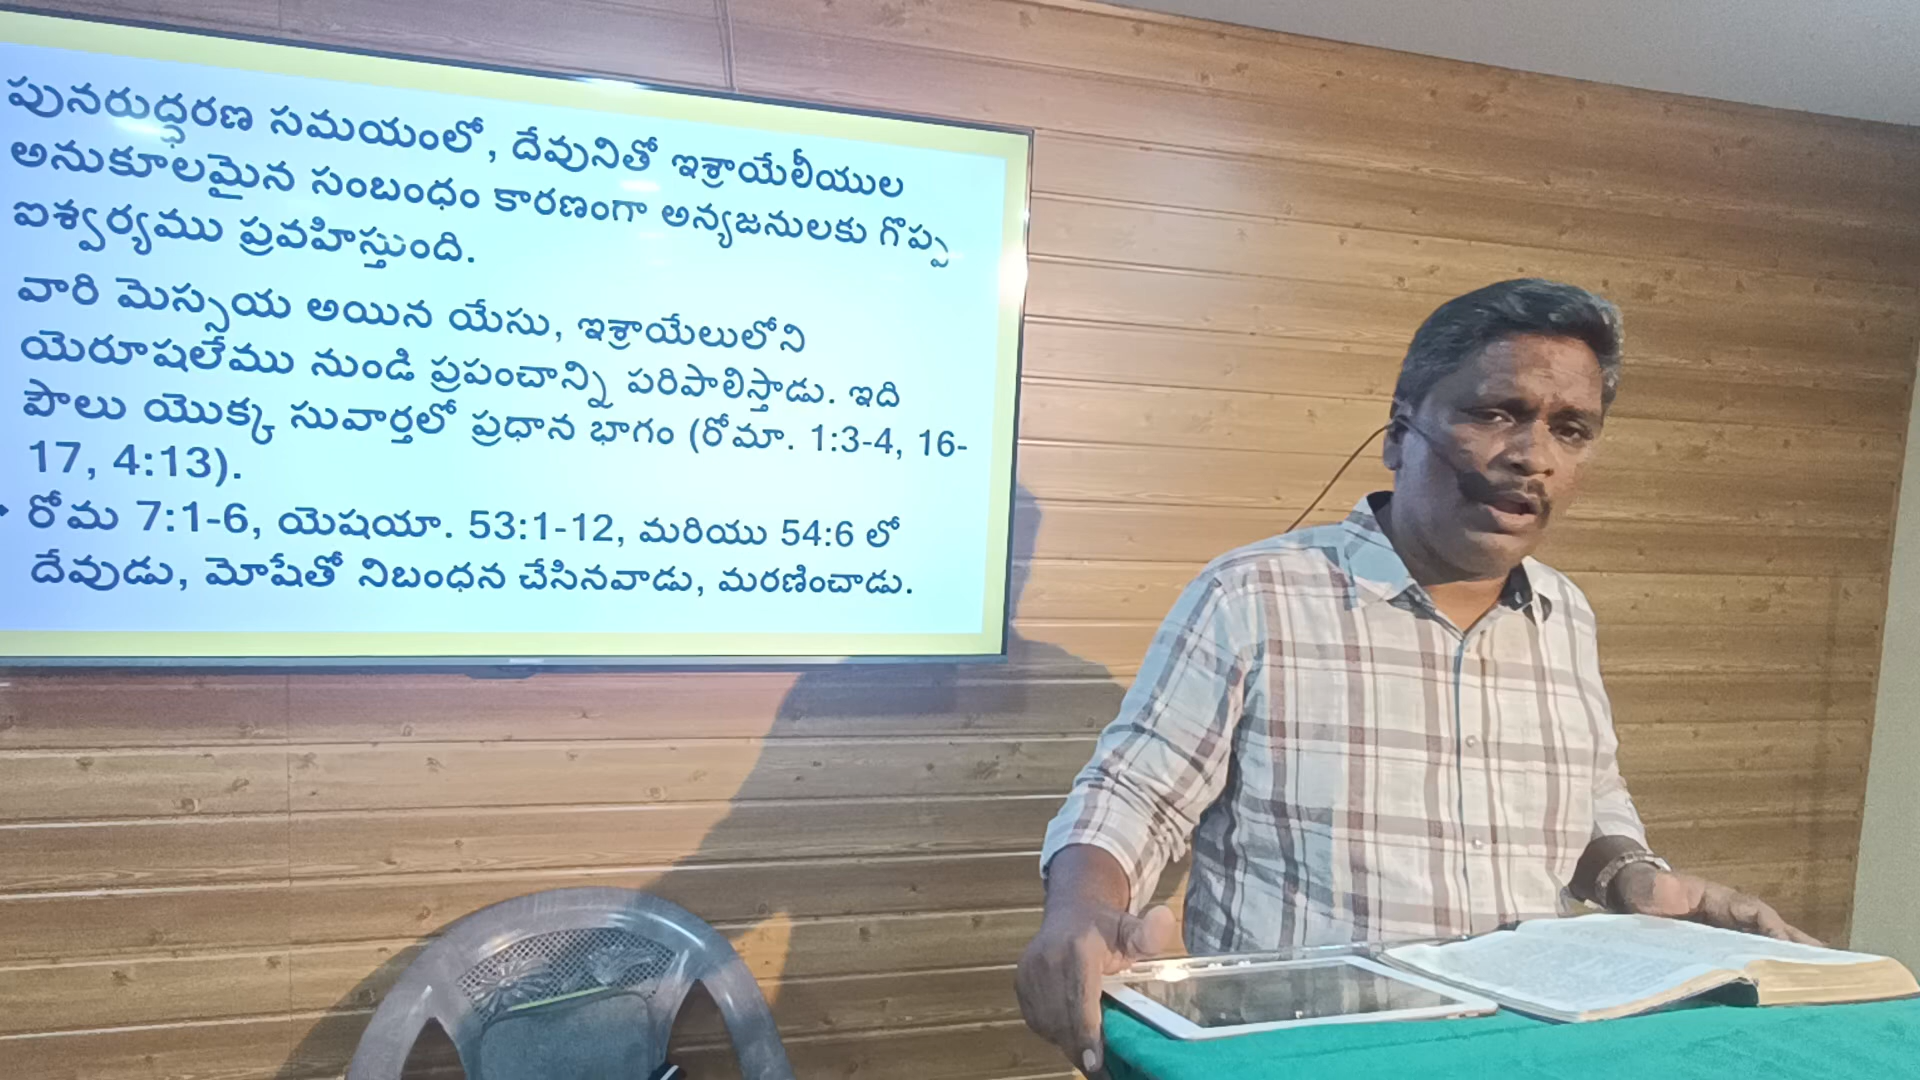 పునరుద్ధరణ సమయంలో, దేవునితో ఇశ్రాయేలీయుల
అనుకూలమైన సంబంధం కారణంగా అన్యజనులకు గొప్ప
ఐశ్వర్యము ప్రవహిస్తుంది.
వారి మెస్సయ అయిన యేసు, ఇశ్రాయేలులోని
యెరూషలేము నుండి ప్రపంచాన్ని పరిపాలిస్తాడు. ఇది
పౌలు యొక్క సువార్తలో ప్రధాన భాగం (రోమా. 1:3-4, 16-
17, 4:13).
రోమ 7:1-6, యెషయా. 53:1-12, మరియు 54:6 లో
దేవుడు, మోషేతో నిబంధన చేసినవాడు, మరణించాడు.